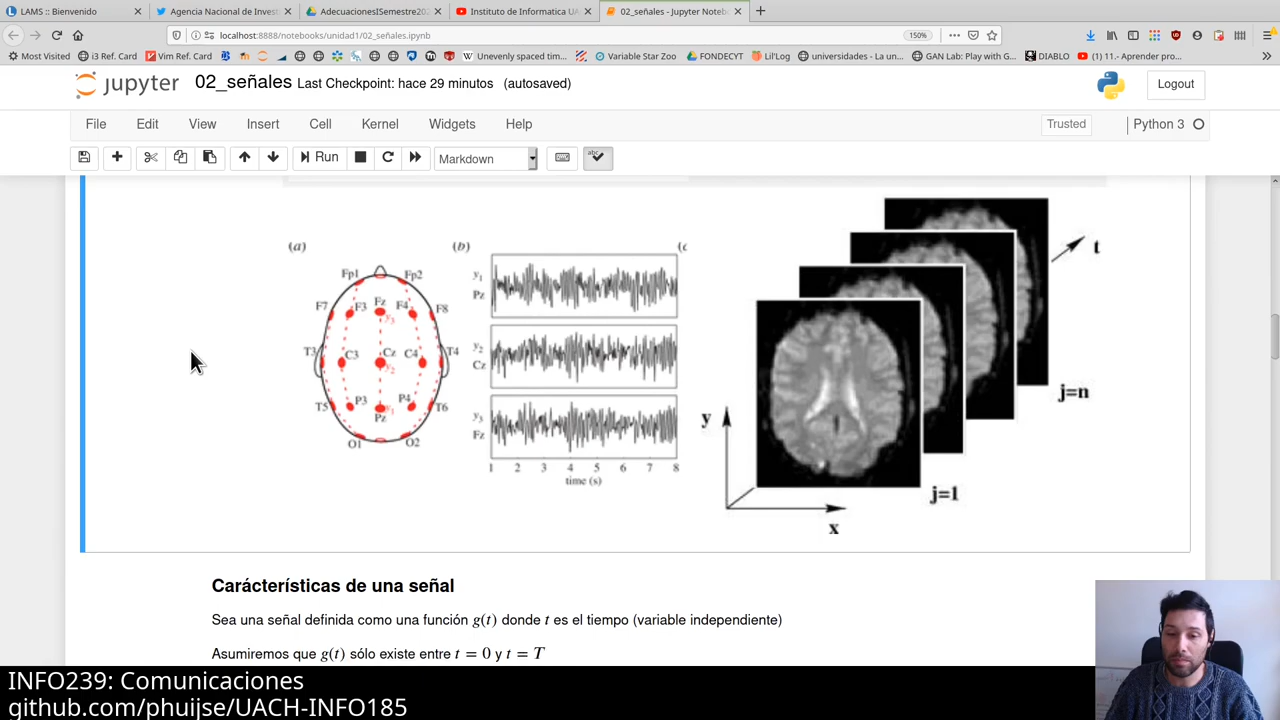 LAMS :: Bienvenido
Agencia Nacional de Inves
AdecuacionesISemestre202
Instituto de Informatica UA
02_señales - Jupyter Noteb
localhost:8888/notebooks/unidad1/02_señales.ipynb
150%
Most Visited
i3 Ref. Card
Vim Ref. Card
Unevenly spaced tim...
Variable Star Zoo
FONDECYT
Lil'Log
universidades - La un...
GAN Lab: Play with G...
DIABLO
(1) 11.- Aprender pro...
jupyter
02_señales
Last Checkpoint: hace 29 minutos
(autosaved)
Logout
File
Edit
View
Insert
Cell
Kernel
Widgets
Help
Trusted
Python 3
Run
Markdown
(a)
(b)
(c
Fp1
Fp2
F7
F3
Fz
F4
F8
y3
T3
C3
Cz
C4
T4
y2
T5
P3
Pz
y1
P4
T6
O1
O2
y1
Pz
y2
Cz
y3
Fz
1 2 3 4 5 6 7 8
time (s)
t
j=n
y
j=1
x
Carácterísticas de una señal
Sea una señal definida como una función g(t) donde t es el tiempo (variable independiente)
Asumiremos que g(t) sólo existe entre t = 0 y t = T
INFO239: Comunicaciones
github.com/phuijse/UACH-INFO185